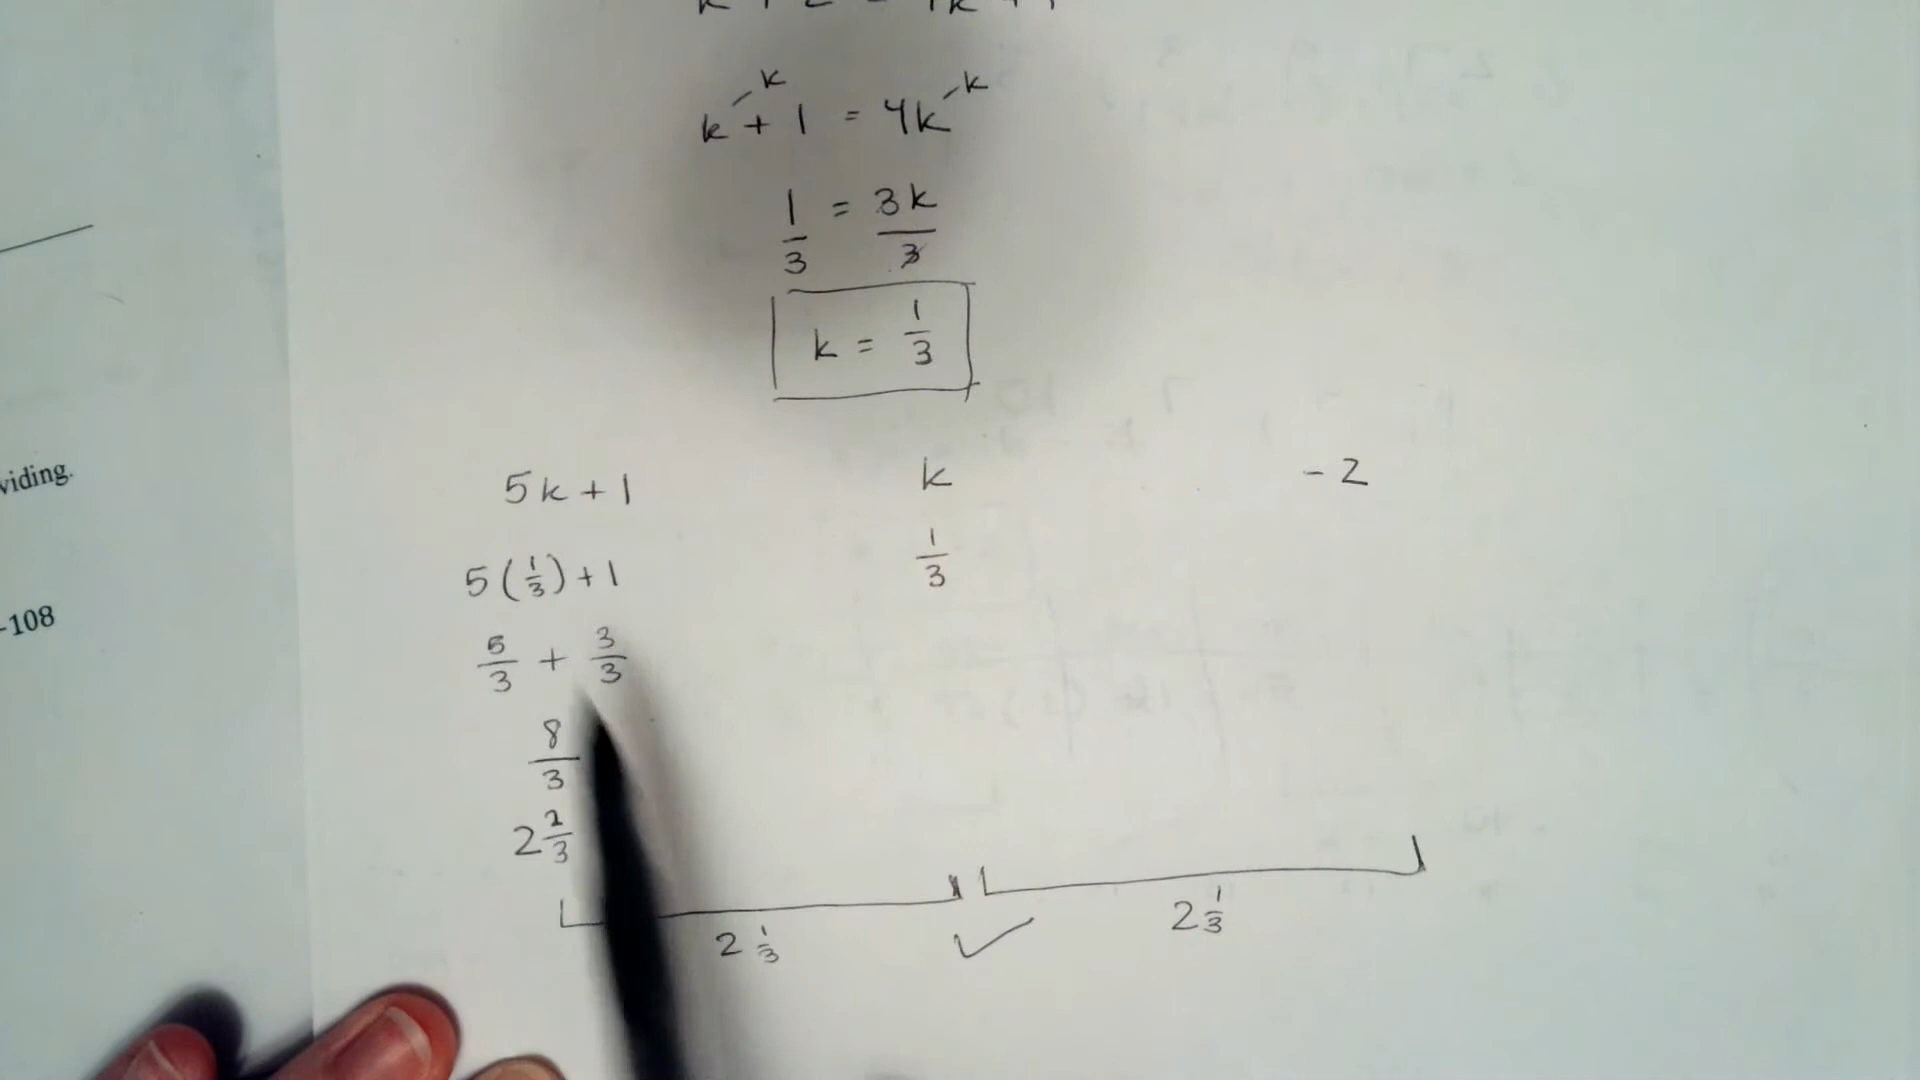 k + 1 = 4k
- k - k
1/3 = 3k/3
k = 1/3
5k + 1 k - 2
5(1/3) + 1 1/3
5/3 + 3/3
8/3
2 2/3
2 1/3 ✓ 2 1/3
viding.
-108